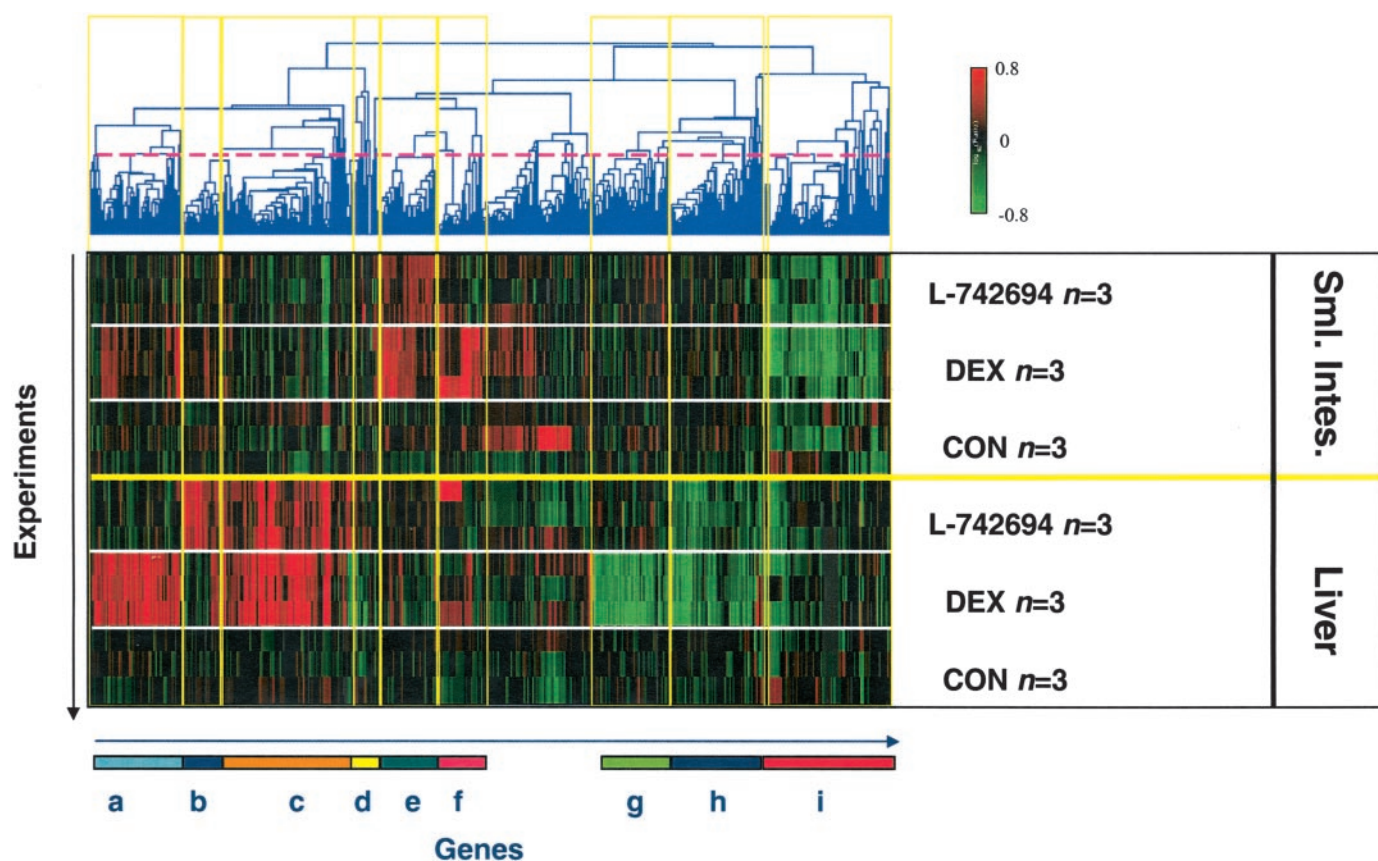 0.8
0
-0.8
Experiments
L-742694 n=3
DEX n=3
CON n=3
Sml. Intes.
L-742694 n=3
DEX n=3
CON n=3
Liver
a b c d e f g h i
Genes